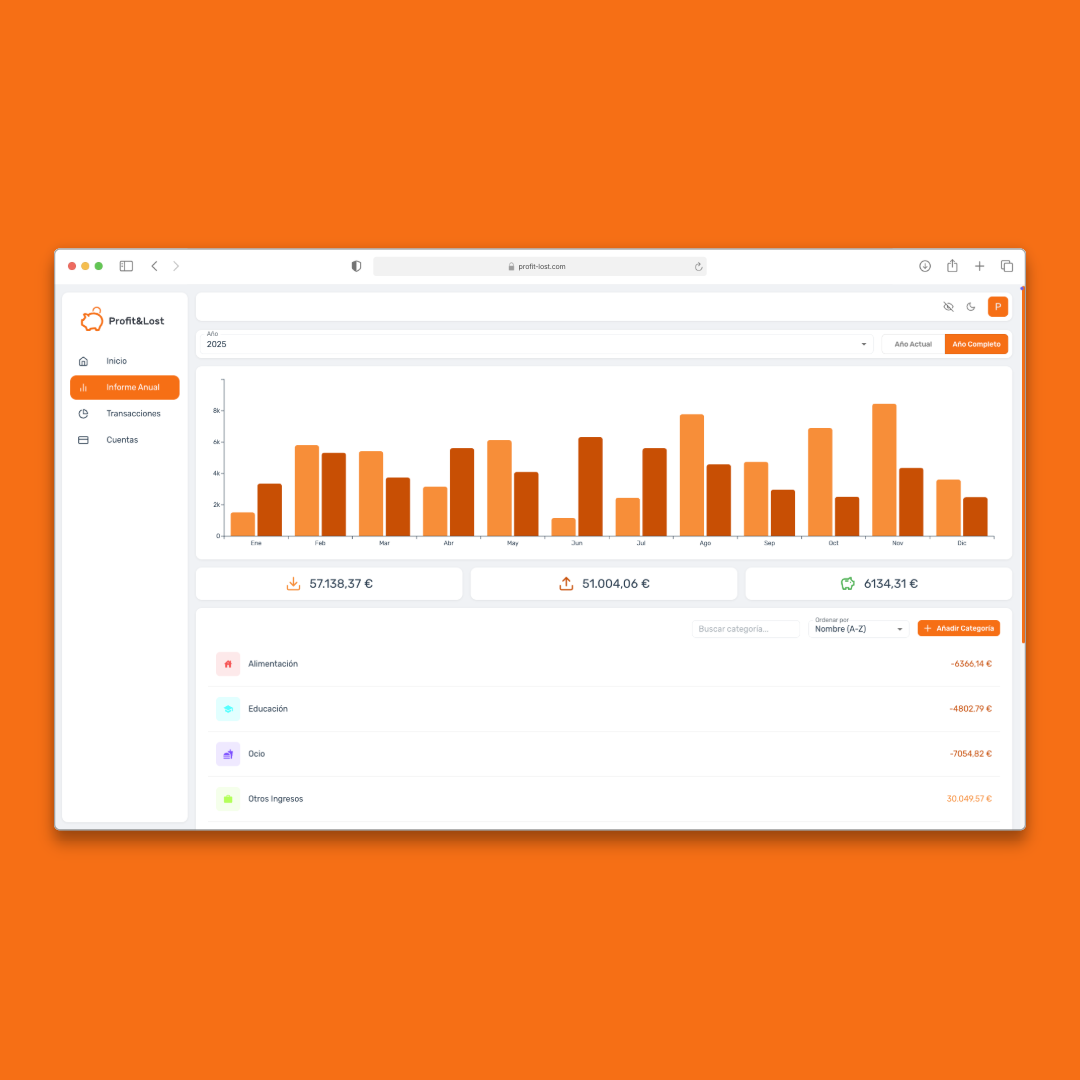 profit-lost.com
Profit&Lost
P
Inicio
Informe Anual
Transacciones
Cuentas
Año
2025
Año Actual
Año Completo
8k
6k
4k
2k
0
Ene Feb Mar Abr May Jun Jul Ago Sep Oct Nov Dic
57.138,37 €
51.004,06 €
6134,31 €
Buscar categoría...
Ordenar por
Nombre (A-Z)
Añadir Categoría
Alimentación -6366,14 €
Educación -4802,79 €
Ocio -7054,82 €
Otros Ingresos 30.049,57 €